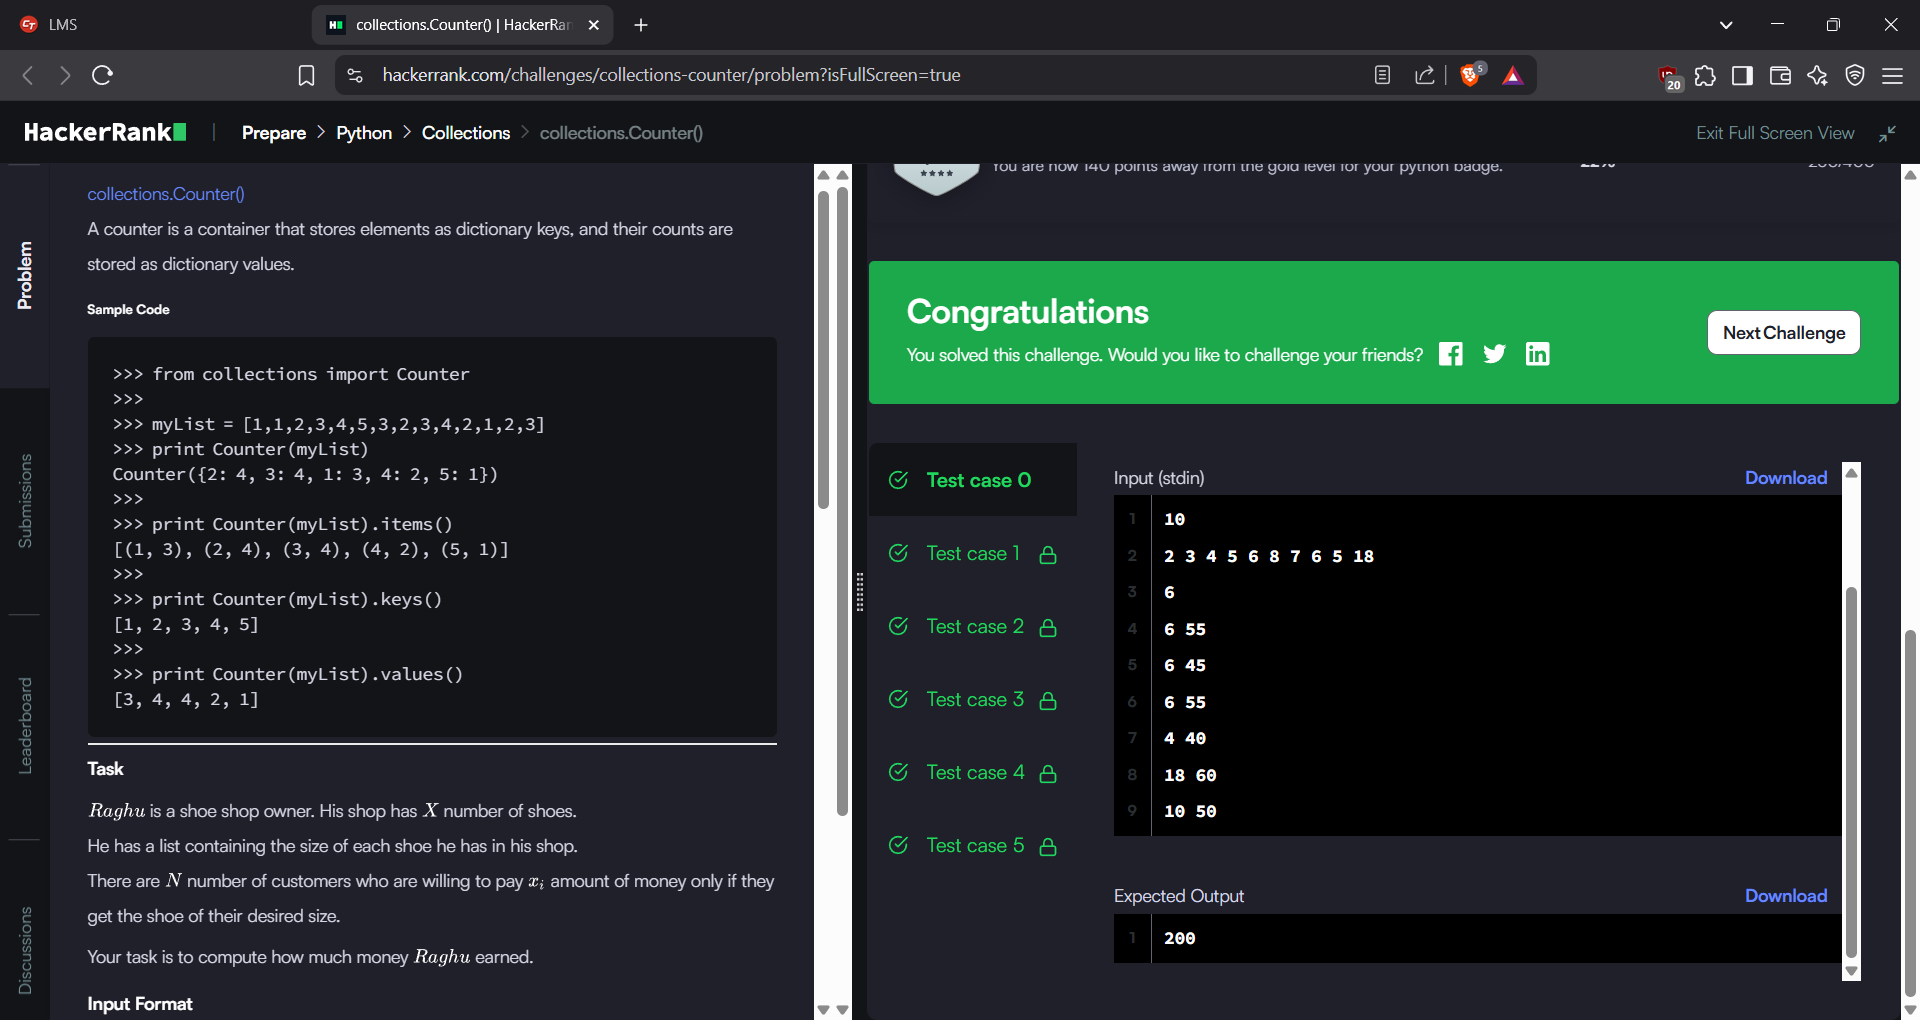 LMS
collections.Counter() | HackerRan
hackerrank.com/challenges/collections-counter/problem?isFullScreen=true
5
20
HackerRank
Prepare > Python > Collections > collections.Counter()
Exit Full Screen View
Problem
Submissions
Leaderboard
Discussions
collections.Counter()
A counter is a container that stores elements as dictionary keys, and their counts are
stored as dictionary values.
Sample Code
>>> from collections import Counter
>>>
>>> myList = [1,1,2,3,4,5,3,2,3,4,2,1,2,3]
>>> print Counter(myList)
Counter({2: 4, 3: 4, 1: 3, 4: 2, 5: 1})
>>>
>>> print Counter(myList).items()
[(1, 3), (2, 4), (3, 4), (4, 2), (5, 1)]
>>>
>>> print Counter(myList).keys()
[1, 2, 3, 4, 5]
>>>
>>> print Counter(myList).values()
[3, 4, 4, 2, 1]
Task
Raghu is a shoe shop owner. His shop has X number of shoes.
He has a list containing the size of each shoe he has in his shop.
There are N number of customers who are willing to pay xᵢ amount of money only if they
get the shoe of their desired size.
Your task is to compute how much money Raghu earned.
Input Format
You are now 140 points away from the gold level for your python badge.
Congratulations
You solved this challenge. Would you like to challenge your friends?
Next Challenge
Test case 0
Test case 1
Test case 2
Test case 3
Test case 4
Test case 5
Input (stdin)
Download
1 10
2 2 3 4 5 6 8 7 6 5 18
3 6
4 6 55
5 6 45
6 6 55
7 4 40
8 18 60
9 10 50
Expected Output
Download
1 200